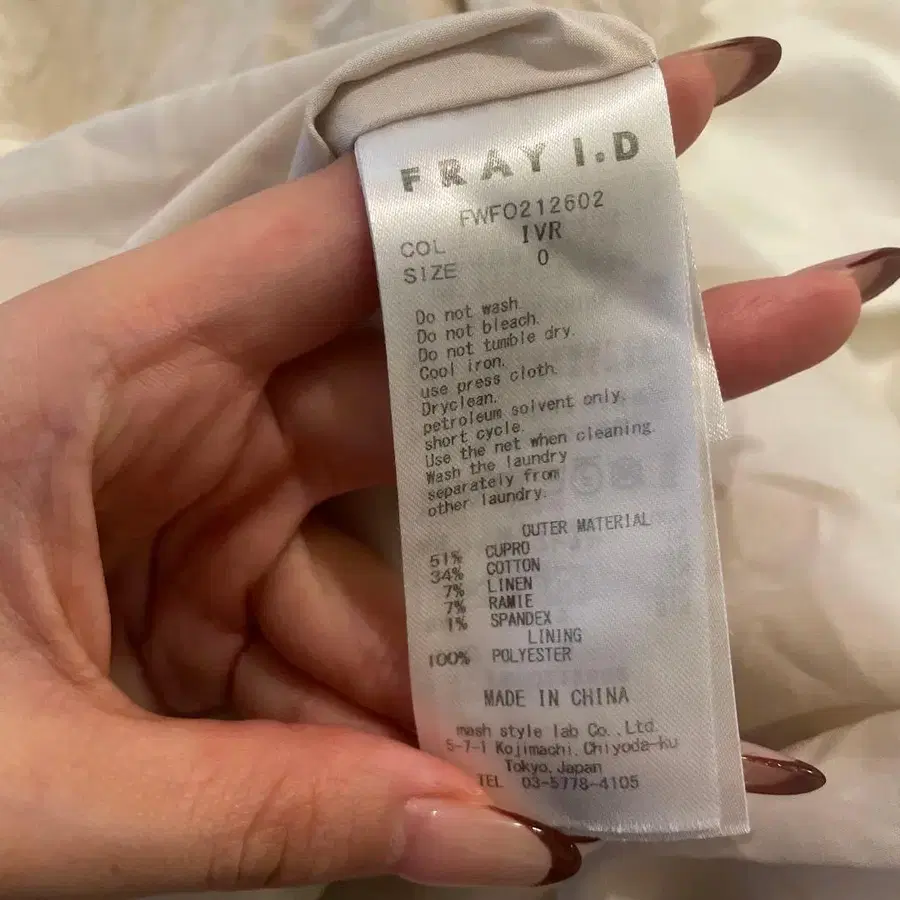 FRAY I.D
FWFO212602
COL IVR
SIZE 0
Do not wash.
Do not bleach.
Do not tumble dry.
Cool iron.
use press cloth.
Dryclean.
petroleum solvent only.
short cycle.
Use the net when cleaning.
Wash the laundry
separately from
other laundry.
OUTER MATERIAL
51% CUPRO
34% COTTON
7% LINEN
7% RAMIE
1% SPANDEX
LINING
100% POLYESTER
MADE IN CHINA
mash style lab Co., Ltd.
5-7-1 Kojimachi, Chiyoda-ku
Tokyo, Japan
TEL 03-5778-4105